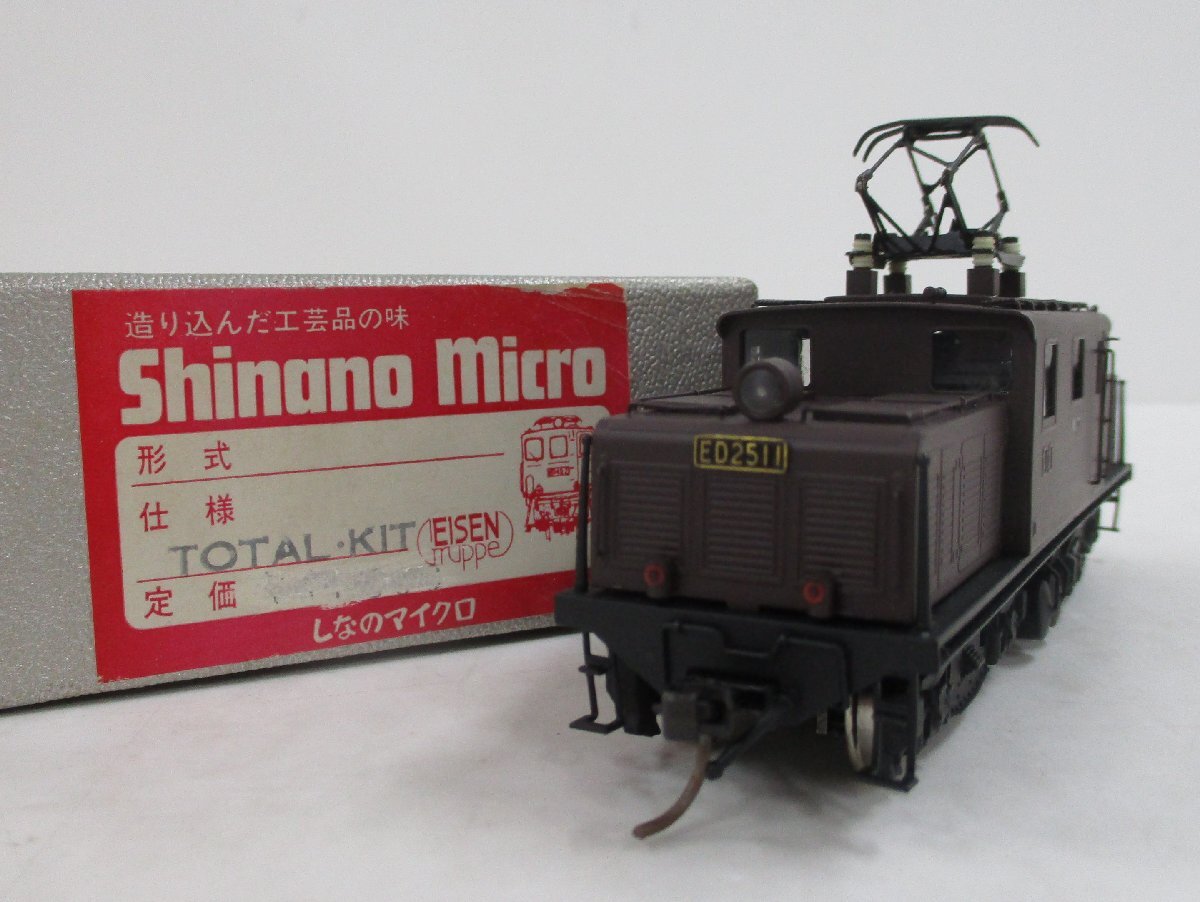 造り込んだ工芸品の味
Shinano Micro
形式
仕様
TOTAL・KIT EISEN
Gruppe
定価
しなのマイクロ
ED2511